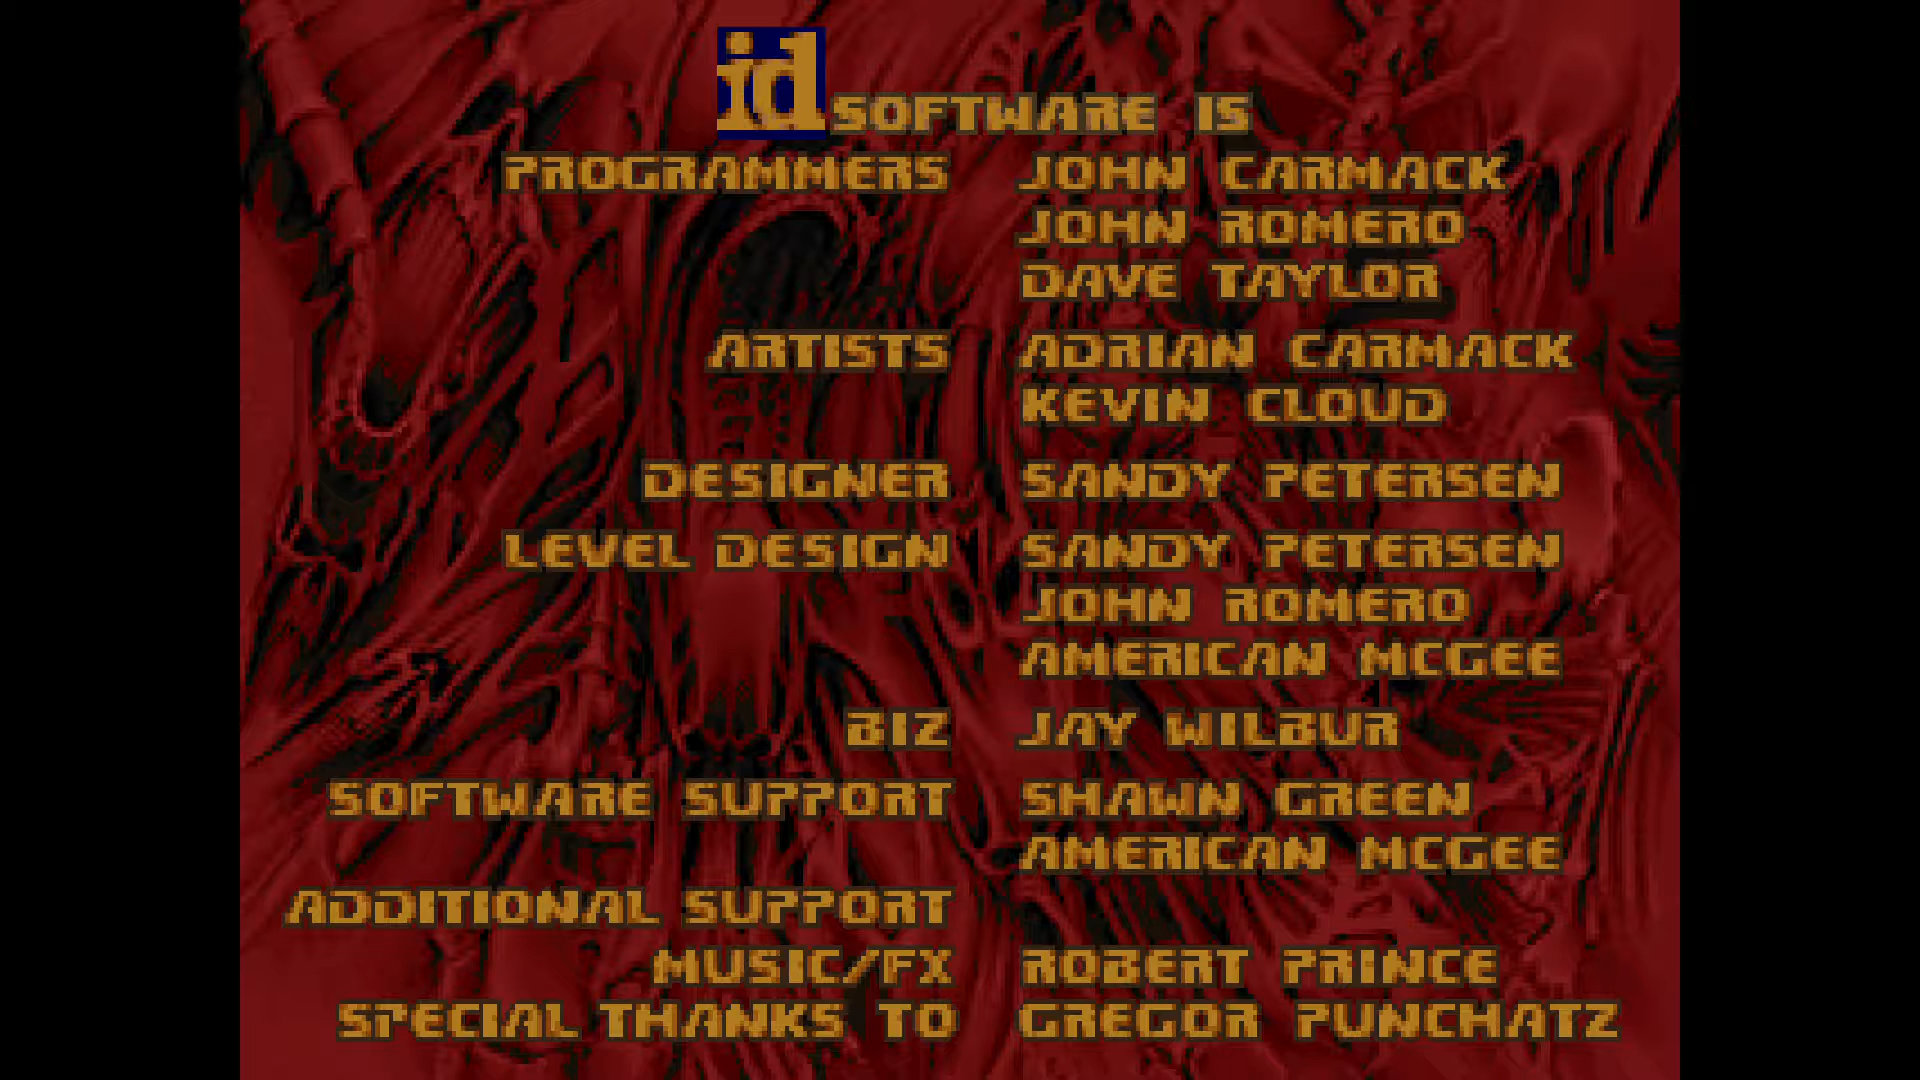 id SOFTWARE IS
PROGRAMMERS JOHN CARMACK
JOHN ROMERO
DAVE TAYLOR
ARTISTS ADRIAN CARMACK
KEVIN CLOUD
DESIGNER SANDY PETERSEN
LEVEL DESIGN SANDY PETERSEN
JOHN ROMERO
AMERICAN MCGEE
BIZ JAY WILBUR
SOFTWARE SUPPORT SHAWN GREEN
AMERICAN MCGEE
ADDITIONAL SUPPORT
MUSIC/FX ROBERT PRINCE
SPECIAL THANKS TO GREGOR PUNCHATZ